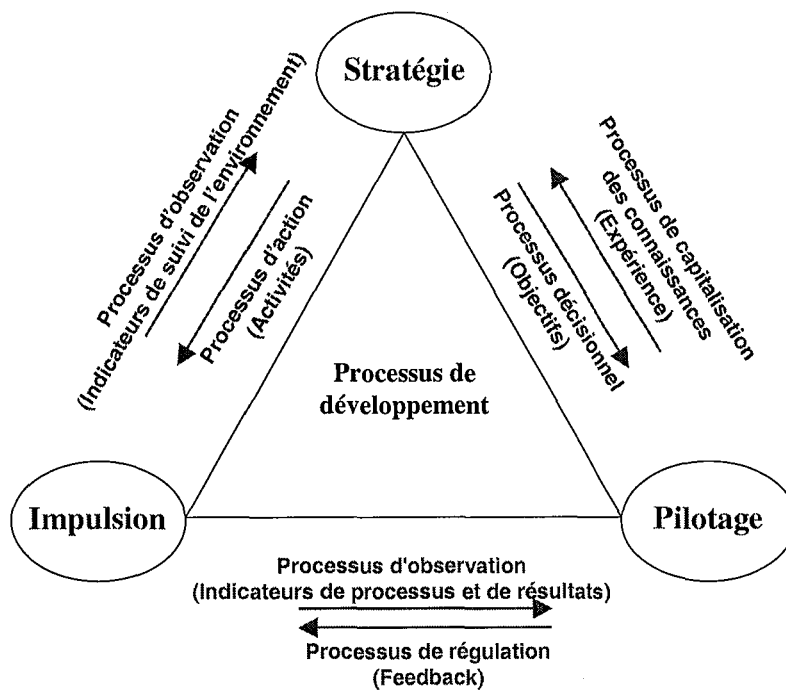 Stratégie
Processus d'observation
(Indicateurs de suivi de l'environnement)
Processus d'action
(Activités)
Processus de capitalisation
des connaissances
(Expérience)
Processus décisionnel
(Objectifs)
Processus de
développement
Impulsion
Pilotage
Processus d'observation
(Indicateurs de processus et de résultats)
Processus de régulation
(Feedback)